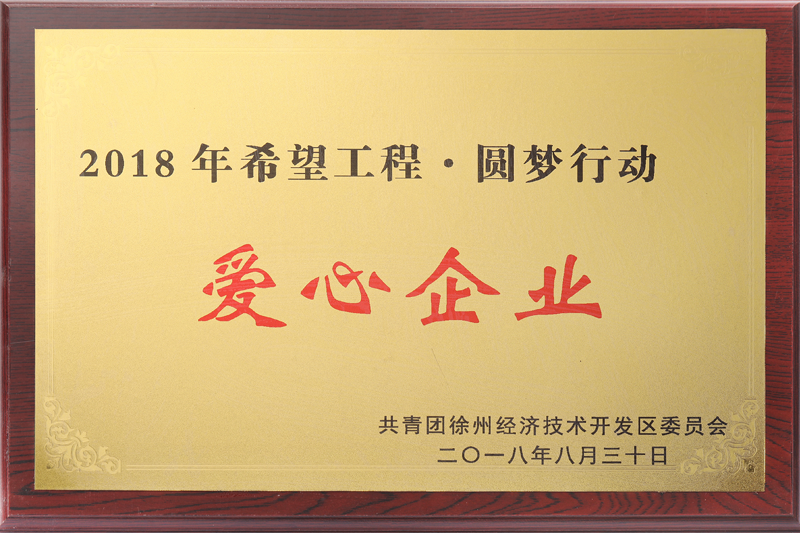 2018年希望工程·圆梦行动
爱心企业
共青团徐州经济技术开发区委员会
二〇一八年八月三十日